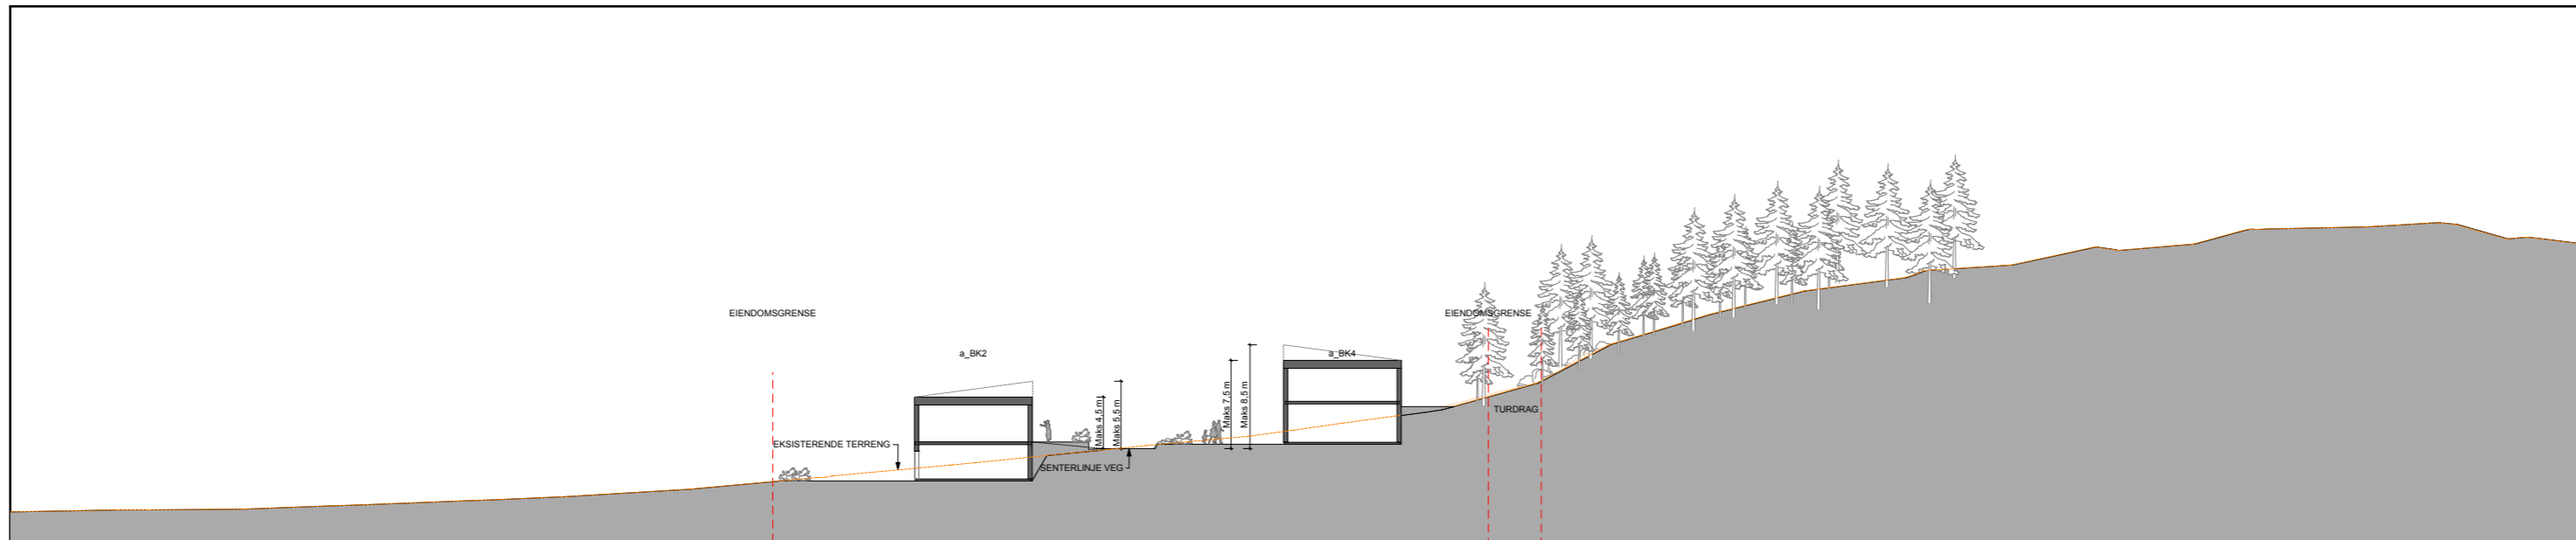 EIENDOMSGRENSE
EIENDOMSGRENSE
a_BK2
a_BK4
Maks 4,5 m
Maks 5,5 m
Maks 7,5 m
Maks 8,5 m
TURDRAG
EKSISTERENDE TERRENG
SENTERLINJE VEG